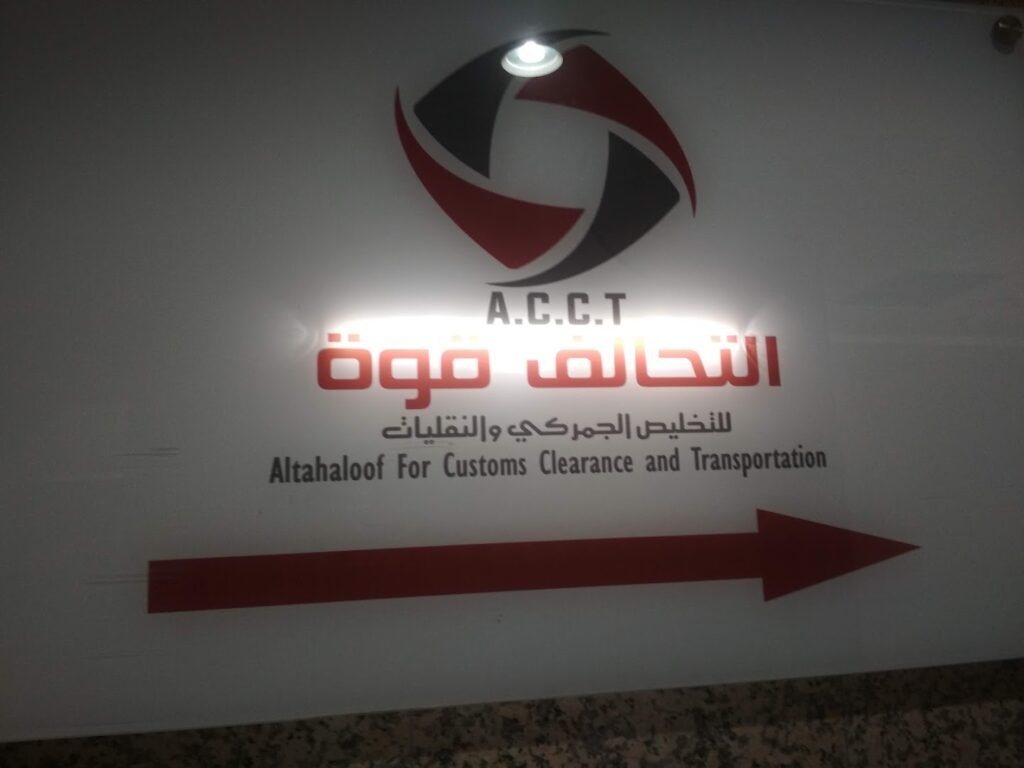 A.C.C.T
التحالف قوة
للتخليص الجمركي والنقليات
Altahaloof For Customs Clearance and Transportation